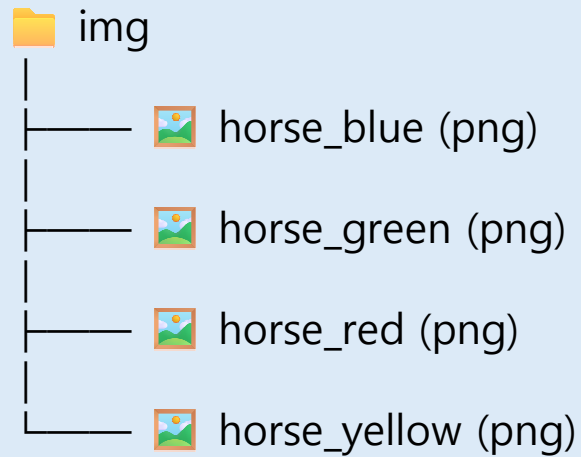 img
horse_blue (png)
horse_green (png)
horse_red (png)
horse_yellow (png)